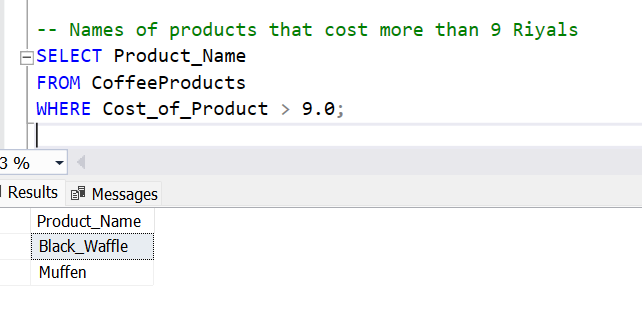 -- Names of products that cost more than 9 Riyals
SELECT Product_Name
FROM CoffeeProducts
WHERE Cost_of_Product > 9.0;
3 %
Results Messages
Product_Name
Black_Waffle
Muffen